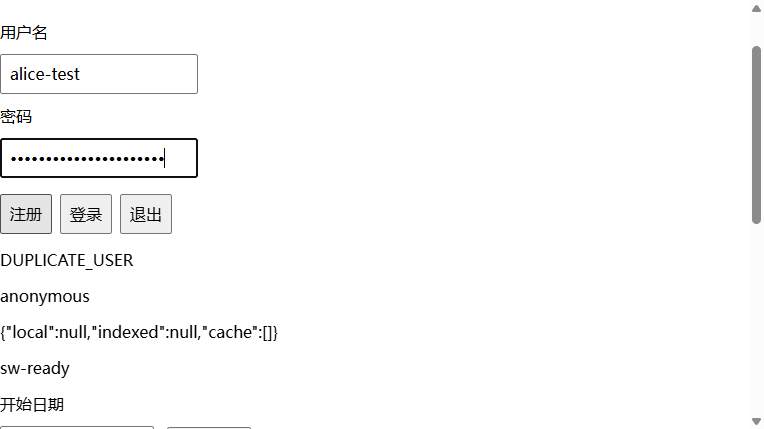 用户名
alice-test
密码
••••••••••••••••••••••
注册 登录 退出
DUPLICATE_USER
anonymous
{"local":null,"indexed":null,"cache":[]}
sw-ready
开始日期